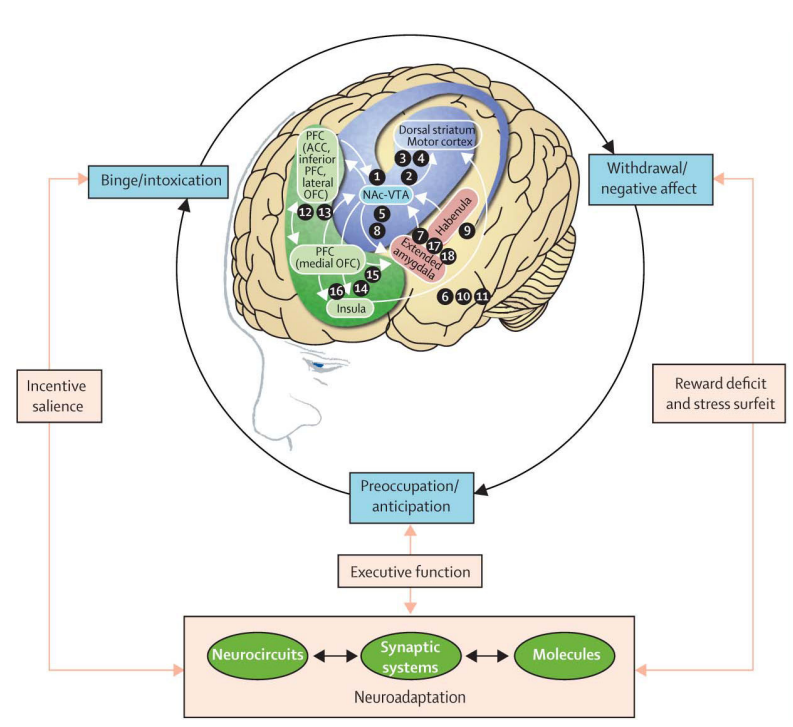 PFC
(ACC,
inferior
PFC,
lateral
OFC)
Dorsal striatum
Motor cortex
3 4
1 2
NAc-VTA
5
8
12 13
Habenula
7
17
18
9
Extended
amygdala
PFC
(medial OFC)
15
16 14
Insula
6 10 11
Binge/intoxication
Withdrawal/
negative affect
Incentive
salience
Reward deficit
and stress surfeit
Preoccupation/
anticipation
Executive function
Neurocircuits
Synaptic
systems
Molecules
Neuroadaptation